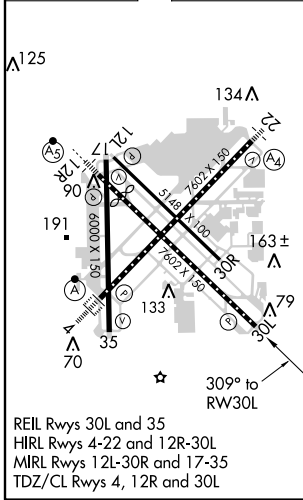 125
134
22
A5
12L
P
V
A4
12R
17
7602 X 150
90
P
V
5148 X 100
191
6000 X 150
163 ±
7602 X 150
30R
A
P
133
79
4
V
P
30L
70
35
309° to
RW30L
REIL Rwys 30L and 35
HIRL Rwys 4-22 and 12R-30L
MIRL Rwys 12L-30R and 17-35
TDZ/CL Rwys 4, 12R and 30L